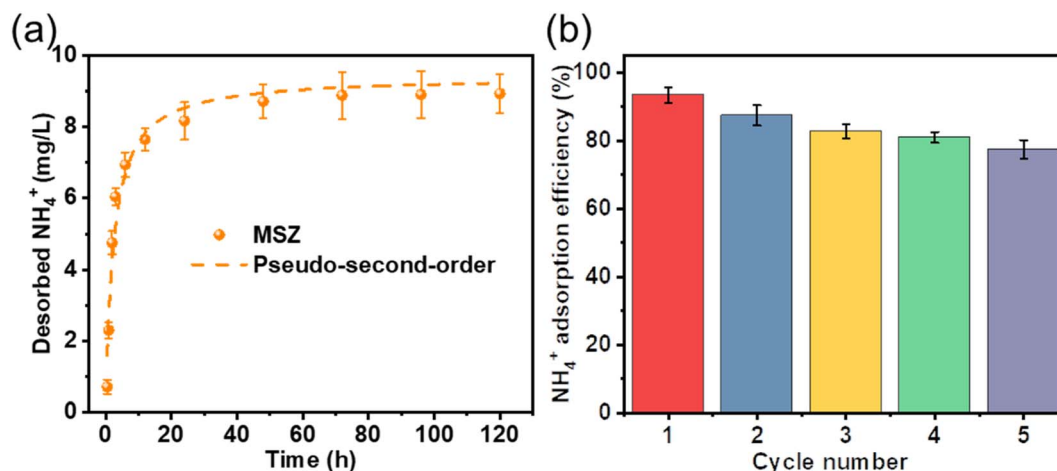 (a)
10
8
6
4
2
0
Desorbed NH₄⁺ (mg/L)
MSZ
Pseudo-second-order
0 20 40 60 80 100 120
Time (h)
(b)
100
80
60
40
20
0
NH₄⁺ adsorption efficiency (%)
1 2 3 4 5
Cycle number